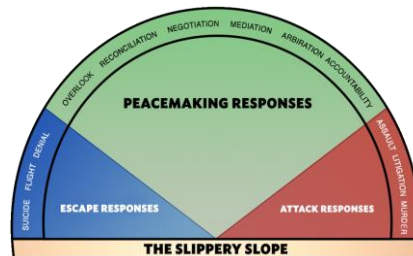 SUICIDE FLIGHT DENIAL
OVERLOOK RECONCILIATION NEGOTIATION MEDIATION ARBIRATION ACCOUNTABILITY
ASSAULT LITIGATION MURDER
PEACEMAKING RESPONSES
ESCAPE RESPONSES
ATTACK RESPONSES
THE SLIPPERY SLOPE